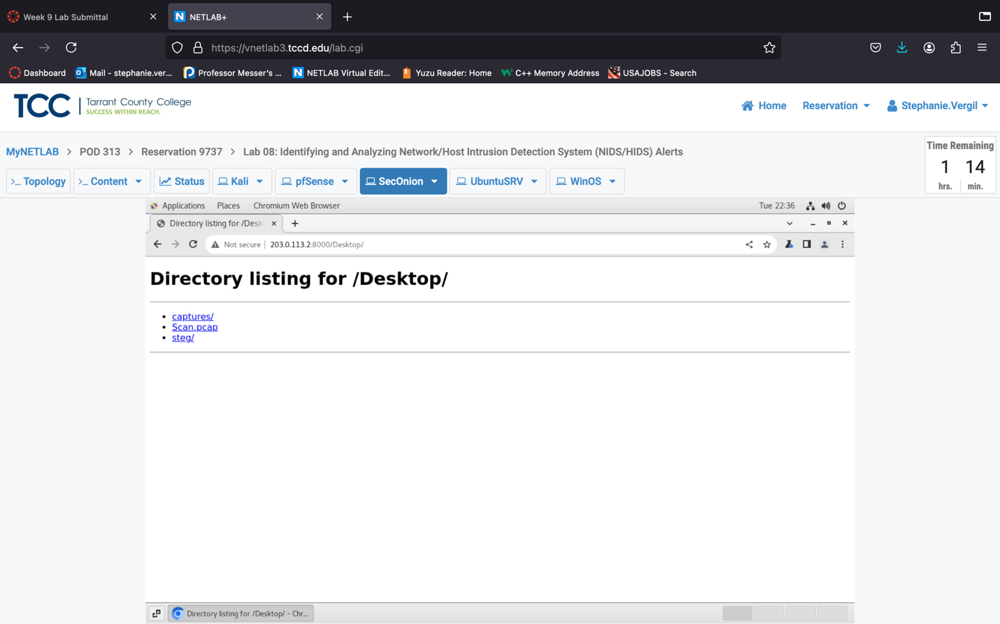 Week 9 Lab Submittal
NETLAB+
https://vnetlab3.tccd.edu/lab.cgi
Dashboard Mail - stephanie.ver... Professor Messer's ... NETLAB Virtual Edit... Yuzu Reader: Home C++ Memory Address USAJOBS - Search
TCC Tarrant County College
SUCCESS WITHIN REACH.
Home Reservation Stephanie.Vergil
MyNETLAB > POD 313 > Reservation 9737 > Lab 08: Identifying and Analyzing Network/Host Intrusion Detection System (NIDS/HIDS) Alerts
Time Remaining
1 14
hrs. min.
>_ Topology >_ Content Status Kali pfSense SecOnion UbuntuSRV WinOS
Applications Places Chromium Web Browser Tue 22:36
Directory listing for /Deskt
Not secure 203.0.113.2:8000/Desktop/
Directory listing for /Desktop/
• captures/
• Scan.pcap
• steg/
Directory listing for /Desktop/ - Chr...